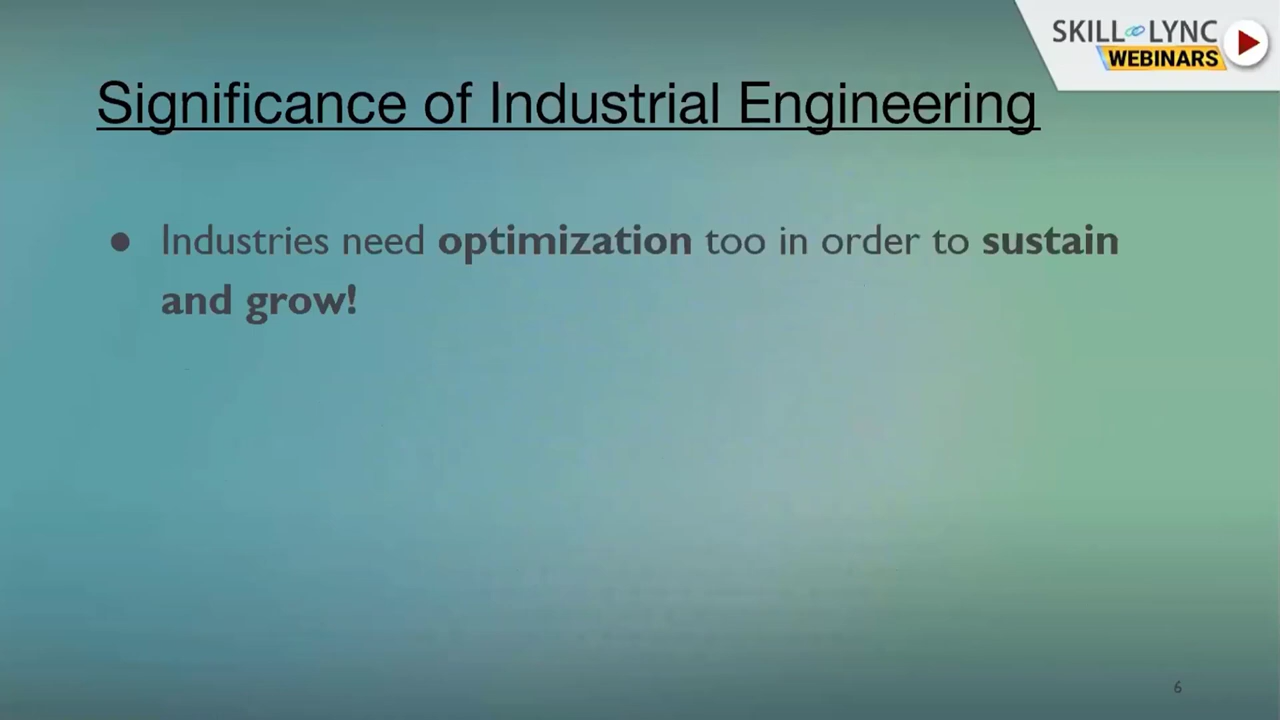 SKILL LYNC
WEBINARS
Significance of Industrial Engineering
● Industries need optimization too in order to sustain
and grow!
6